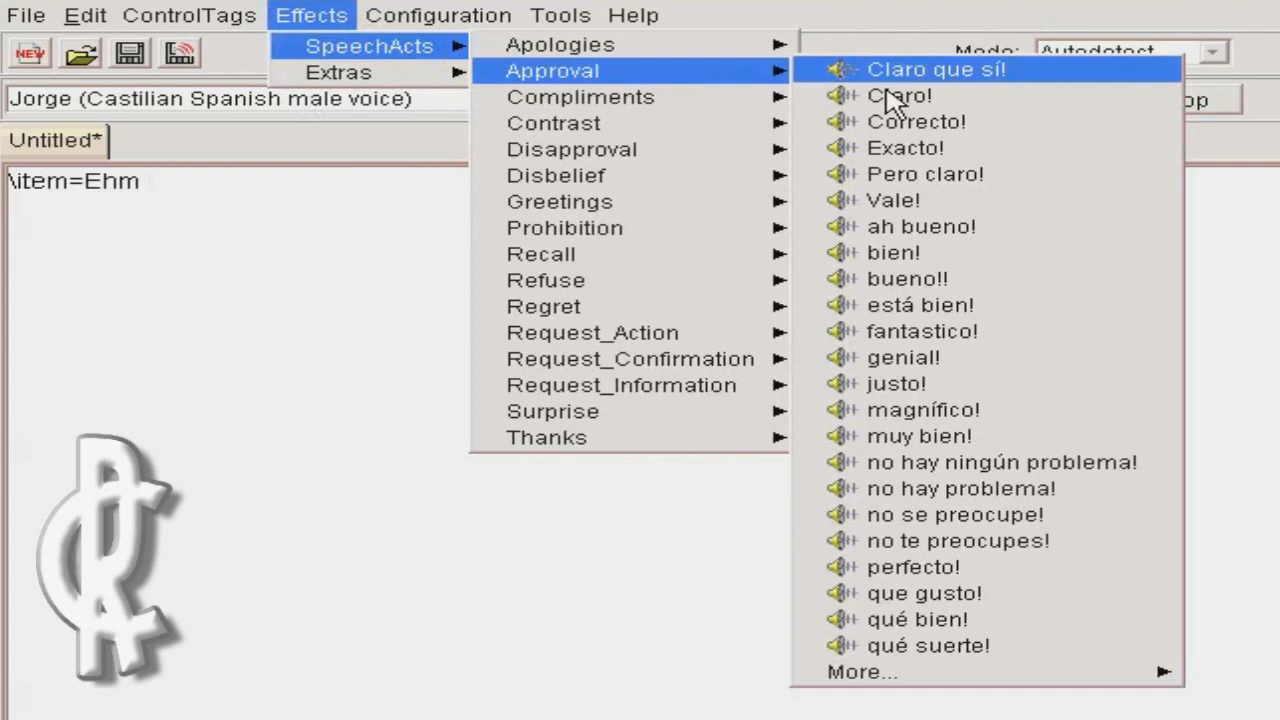 File Edit ControlTags Effects Configuration Tools Help
SpeechActs
Extras
Apologies
Approval
Compliments
Contrast
Disapproval
Disbelief
Greetings
Prohibition
Recall
Refuse
Regret
Request_Action
Request_Confirmation
Request_Information
Surprise
Thanks
Claro que sí!
Claro!
Correcto!
Exacto!
Pero claro!
Vale!
ah bueno!
bien!
bueno!!
está bien!
fantastico!
genial!
justo!
magnífico!
muy bien!
no hay ningún problema!
no hay problema!
no se preocupe!
no te preocupes!
perfecto!
que gusto!
qué bien!
qué suerte!
More...
NEW
Mode: Autodetect
Jorge (Castilian Spanish male voice)
Untitled*
\item=Ehm